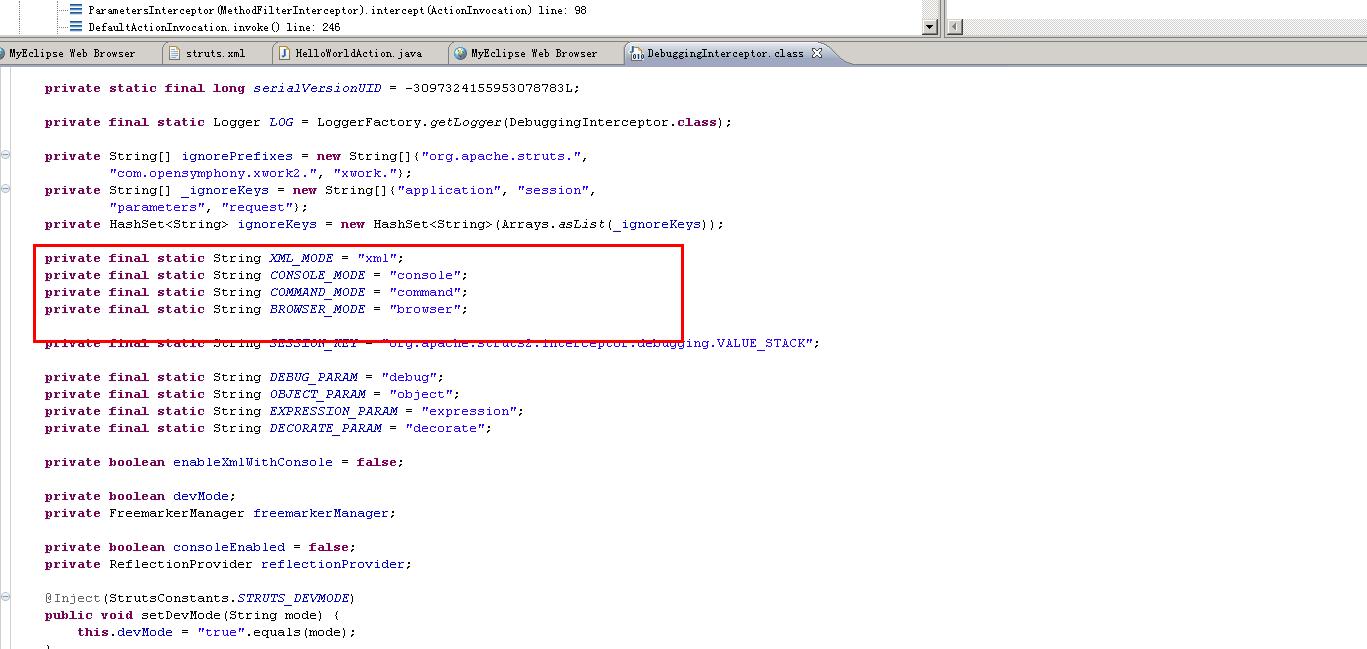 ParametersInterceptor(MethodFilterInterceptor).intercept(ActionInvocation) line: 98
DefaultActionInvocation.invoke() line: 246
MyEclipse Web Browser struts.xml HelloWorldAction.java MyEclipse Web Browser DebuggingInterceptor.class
private static final long serialVersionUID = -3097324155953078783L;
private final static Logger LOG = LoggerFactory.getLogger(DebuggingInterceptor.class);
private String[] ignorePrefixes = new String[]{"org.apache.struts.",
"com.opensymphony.xwork2.", "xwork."};
private String[] _ignoreKeys = new String[]{"application", "session",
"parameters", "request"};
private HashSet<String> ignoreKeys = new HashSet<String>(Arrays.asList(_ignoreKeys));
private final static String XML_MODE = "xml";
private final static String CONSOLE_MODE = "console";
private final static String COMMAND_MODE = "command";
private final static String BROWSER_MODE = "browser";
private final static String SESSION_KEY = "org.apache.struts2.interceptor.debugging.VALUE_STACK";
private final static String DEBUG_PARAM = "debug";
private final static String OBJECT_PARAM = "object";
private final static String EXPRESSION_PARAM = "expression";
private final static String DECORATE_PARAM = "decorate";
private boolean enableXmlWithConsole = false;
private boolean devMode;
private FreemarkerManager freemarkerManager;
private boolean consoleEnabled = false;
private ReflectionProvider reflectionProvider;
@Inject(StrutsConstants.STRUTS_DEVMODE)
public void setDevMode(String mode) {
this.devMode = "true".equals(mode);